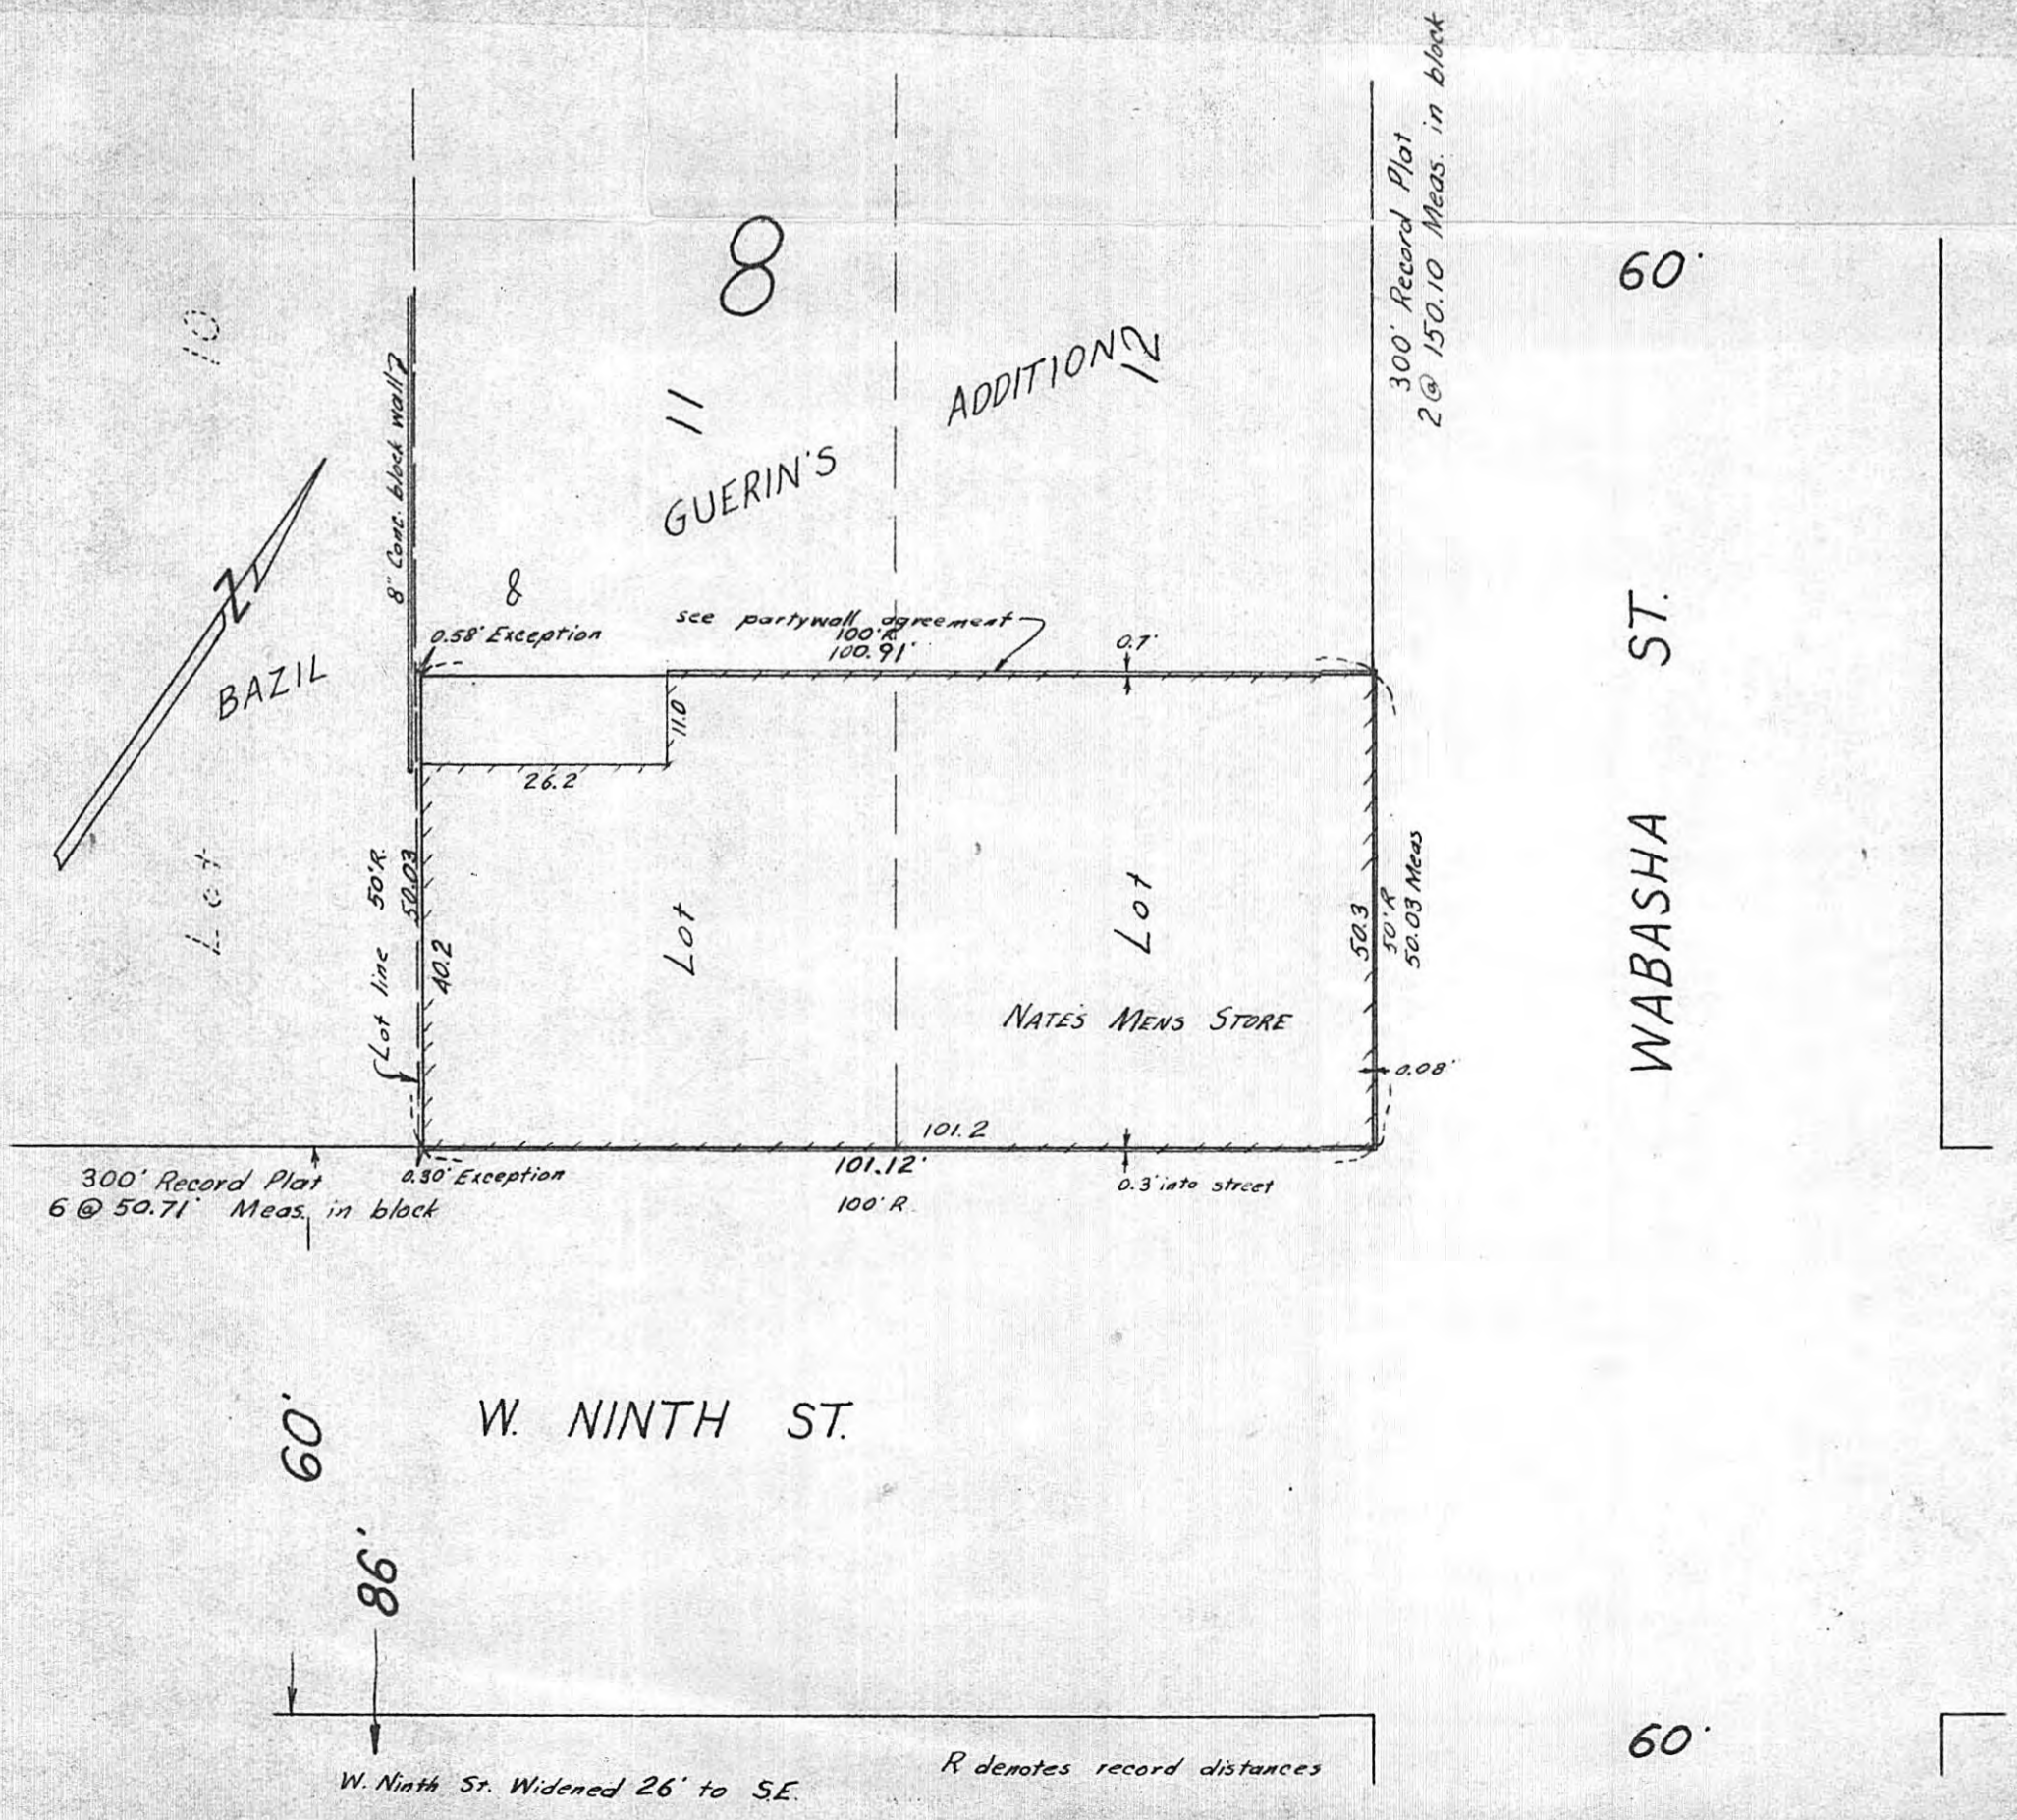 300' Record Plat
2 @ 150.10 Meas. in block
60'
8
10
11
12
BAZIL GUERIN'S ADDITION
8" Conc. block wall
N
8
0.58' Exception
see partywall agreement
100' R.
100.91'
0.7'
11.0
26.2
Lot
Lot line
50' R.
50.03
40.2
Lot
Lot
NATE'S MENS STORE
50.3
50' R
50.03 Meas
0.08'
WABASHA ST.
101.2
101.12'
100' R
0.3' into street
0.30' Exception
300' Record Plat
6 @ 50.71' Meas. in block
W. NINTH ST.
60'
86'
W. Ninth St. Widened 26' to S.E.
R denotes record distances
60'